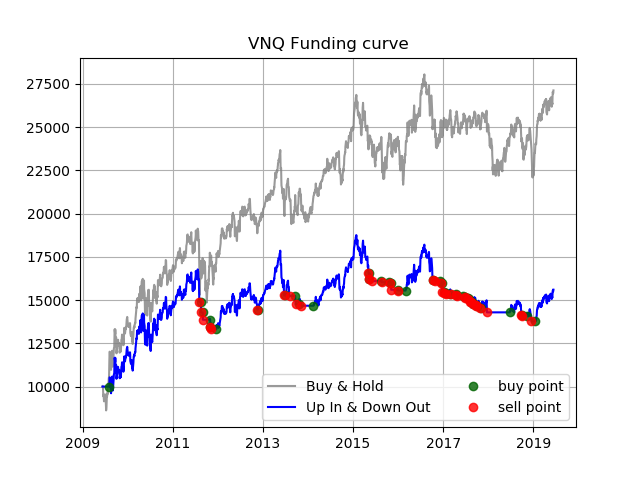 VNQ Funding curve
27500
25000
22500
20000
17500
15000
12500
10000
Buy & Hold
Up In & Down Out
buy point
sell point
2009 2011 2013 2015 2017 2019